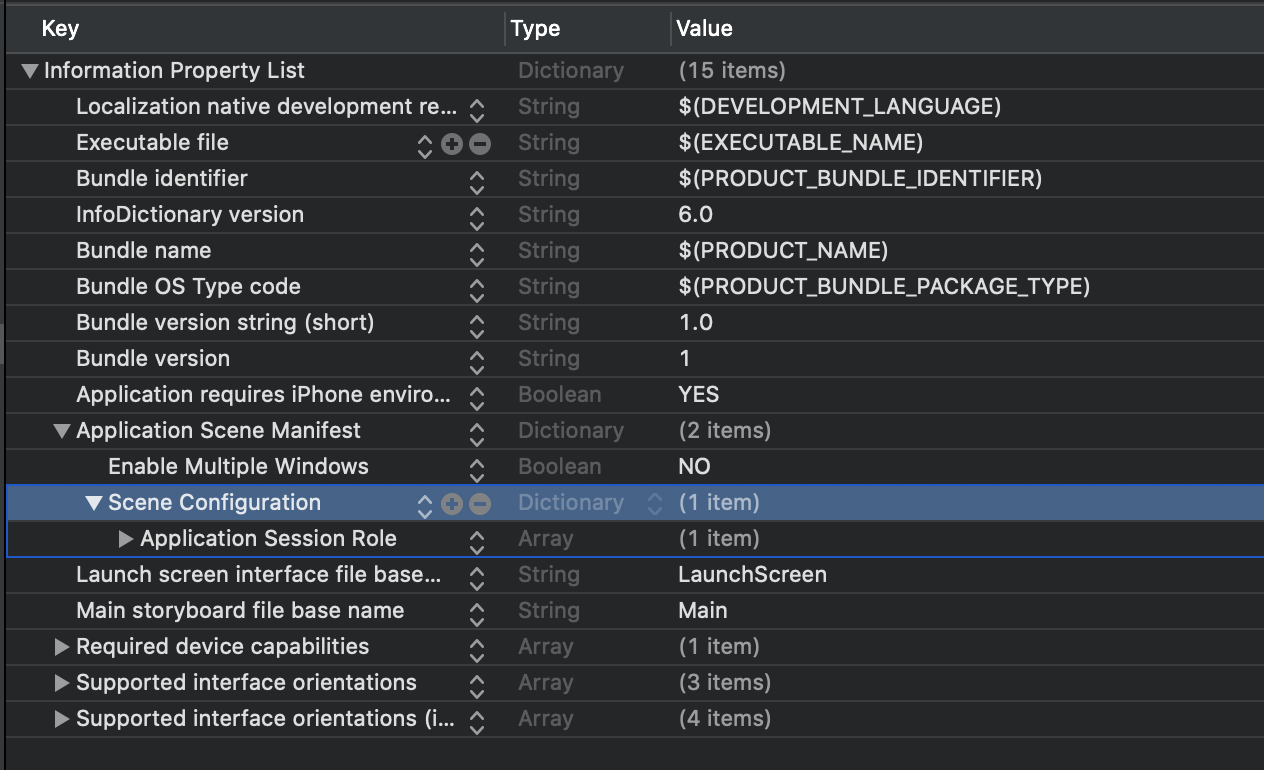 Key Type Value
Information Property List Dictionary (15 items)
Localization native development re... String $(DEVELOPMENT_LANGUAGE)
Executable file String $(EXECUTABLE_NAME)
Bundle identifier String $(PRODUCT_BUNDLE_IDENTIFIER)
InfoDictionary version String 6.0
Bundle name String $(PRODUCT_NAME)
Bundle OS Type code String $(PRODUCT_BUNDLE_PACKAGE_TYPE)
Bundle version string (short) String 1.0
Bundle version String 1
Application requires iPhone enviro... Boolean YES
Application Scene Manifest Dictionary (2 items)
Enable Multiple Windows Boolean NO
Scene Configuration Dictionary (1 item)
Application Session Role Array (1 item)
Launch screen interface file base... String LaunchScreen
Main storyboard file base name String Main
Required device capabilities Array (1 item)
Supported interface orientations Array (3 items)
Supported interface orientations (i... Array (4 items)